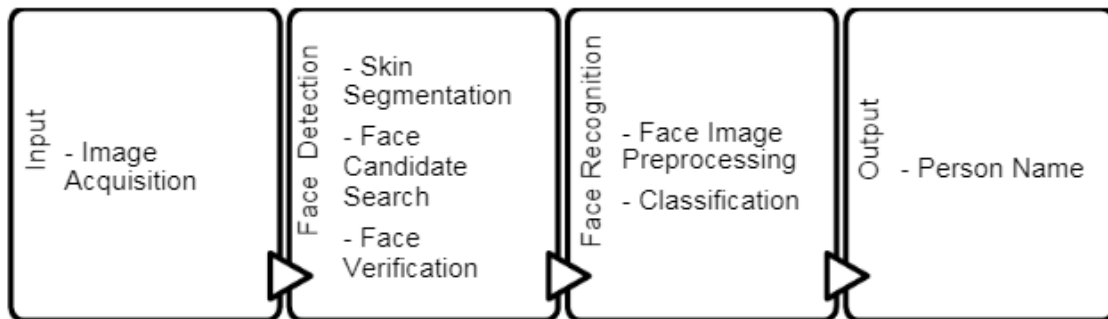 Input
- Image
Acquisition
Face Detection
- Skin
Segmentation
- Face
Candidate
Search
- Face
Verification
Face Recognition
- Face Image
Preprocessing
- Classification
Output
- Person Name